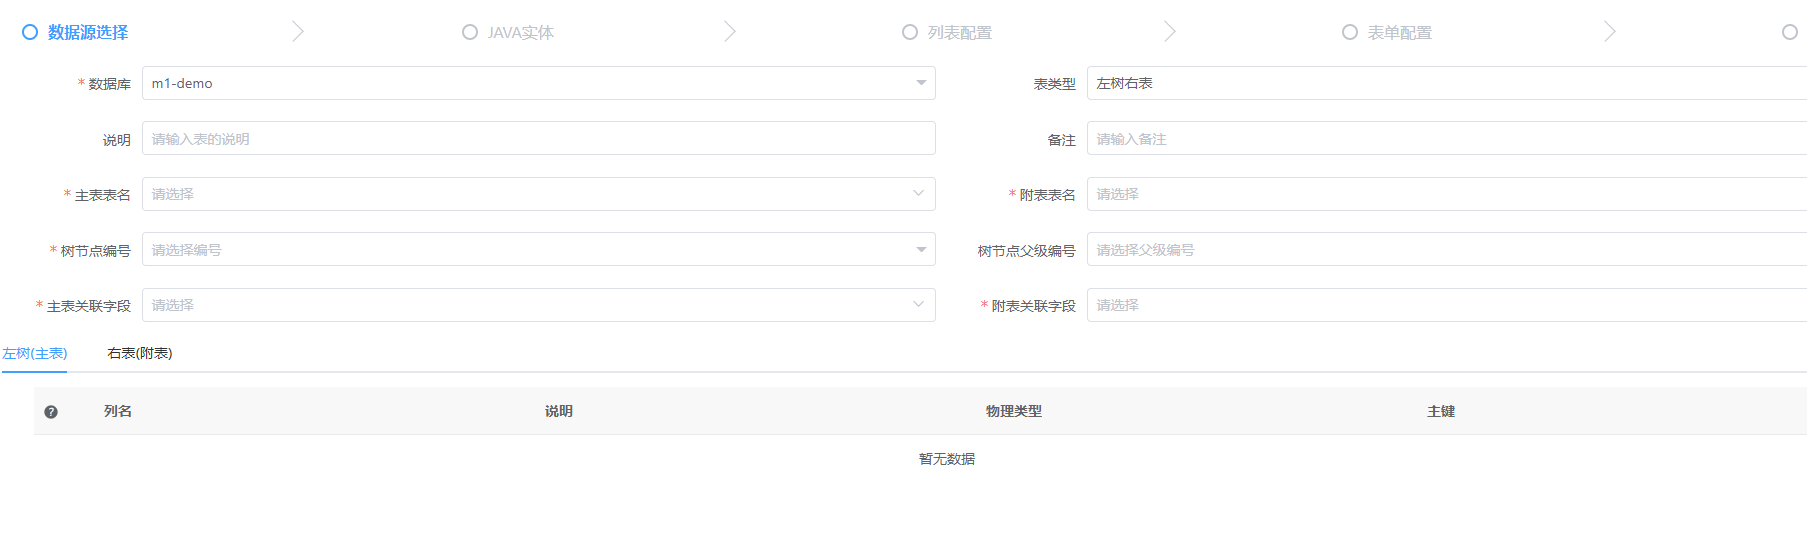 数据源选择 JAVA实体 列表配置 表单配置
* 数据库 m1-demo 表类型 左树右表
说明 请输入表的说明 备注 请输入备注
* 主表表名 请选择 * 附表表名 请选择
* 树节点编号 请选择编号 树节点父级编号 请选择父级编号
* 主表关联字段 请选择 * 附表关联字段 请选择
左树(主表) 右表(附表)
? 列名 说明 物理类型 主键
暂无数据